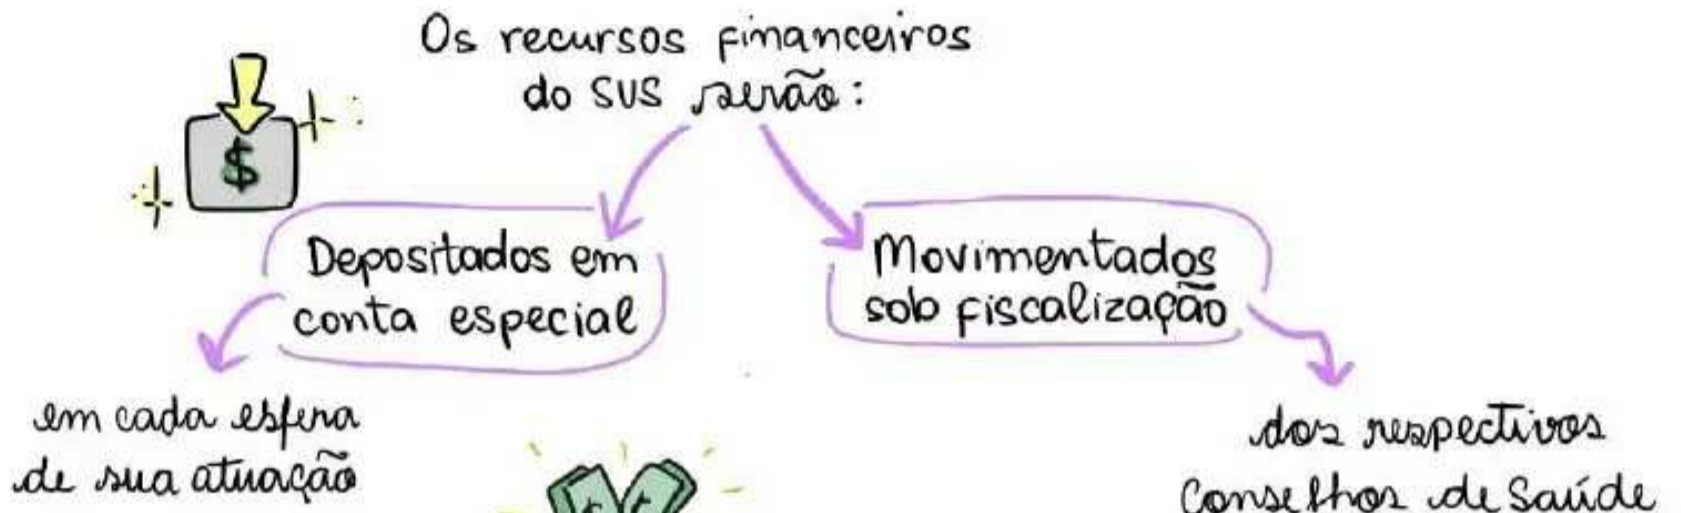 Os recursos financeiros
do SUS serão:
$
Depositados em
conta especial
Movimentados
sob fiscalização
em cada esfera
de sua atuação
dos respectivos
Conselhos de Saúde